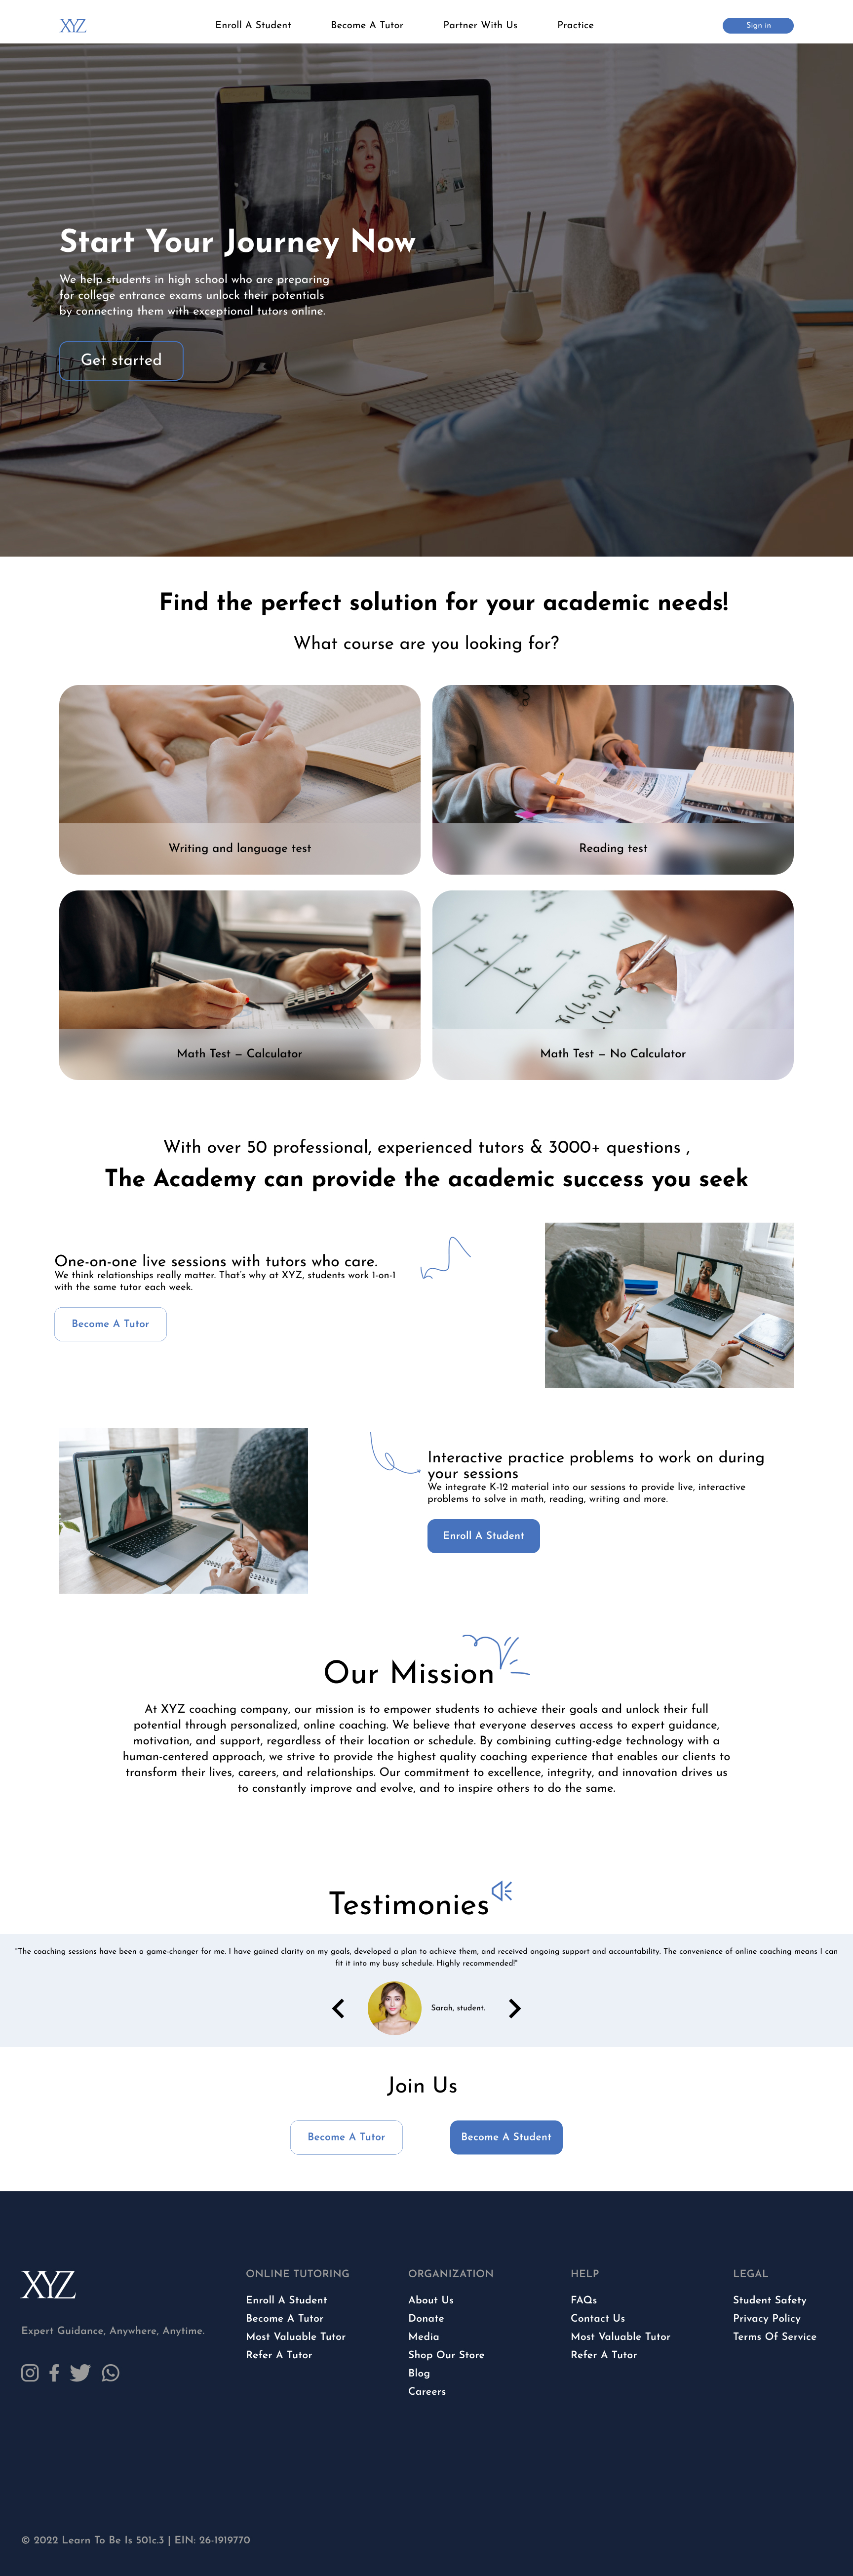 XYZ
Enroll A Student
Become A Tutor
Partner With Us
Practice
Sign in
Start Your Journey Now
We help students in high school who are preparing
for college entrance exams unlock their potentials
by connecting them with exceptional tutors online.
Get started
Find the perfect solution for your academic needs!
What course are you looking for?
Writing and language test
Reading test
Math Test – Calculator
Math Test – No Calculator
With over 50 professional, experienced tutors & 3000+ questions ,
The Academy can provide the academic success you seek
One-on-one live sessions with tutors who care.
We think relationships really matter. That's why at XYZ, students work 1-on-1
with the same tutor each week.
Become A Tutor
Interactive practice problems to work on during
your sessions
We integrate K-12 material into our sessions to provide live, interactive
problems to solve in math, reading, writing and more.
Enroll A Student
Our Mission
At XYZ coaching company, our mission is to empower students to achieve their goals and unlock their full
potential through personalized, online coaching. We believe that everyone deserves access to expert guidance,
motivation, and support, regardless of their location or schedule. By combining cutting-edge technology with a
human-centered approach, we strive to provide the highest quality coaching experience that enables our clients to
transform their lives, careers, and relationships. Our commitment to excellence, integrity, and innovation drives us
to constantly improve and evolve, and to inspire others to do the same.
Testimonies
"The coaching sessions have been a game-changer for me. I have gained clarity on my goals, developed a plan to achieve them, and received ongoing support and accountability. The convenience of online coaching means I can
fit it into my busy schedule. Highly recommended!"
Sarah, student.
Join Us
Become A Tutor
Become A Student
XYZ
Expert Guidance, Anywhere, Anytime.
ONLINE TUTORING
Enroll A Student
Become A Tutor
Most Valuable Tutor
Refer A Tutor
ORGANIZATION
About Us
Donate
Media
Shop Our Store
Blog
Careers
HELP
FAQs
Contact Us
Most Valuable Tutor
Refer A Tutor
LEGAL
Student Safety
Privacy Policy
Terms Of Service
© 2022 Learn To Be Is 501c.3 | EIN: 26-1919770